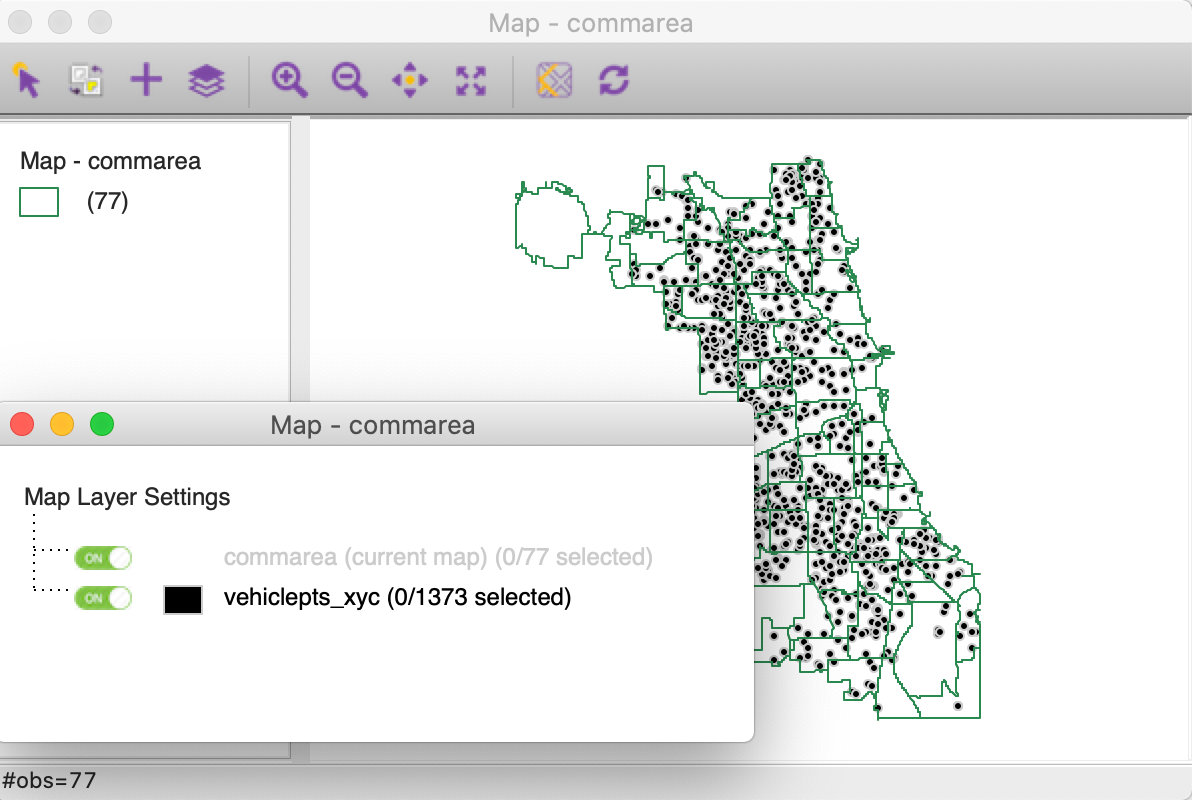 Map - commarea
Map - commarea
(77)
Map - commarea
Map Layer Settings
ON commarea (current map) (0/77 selected)
ON vehiclepts_xyc (0/1373 selected)
#obs=77